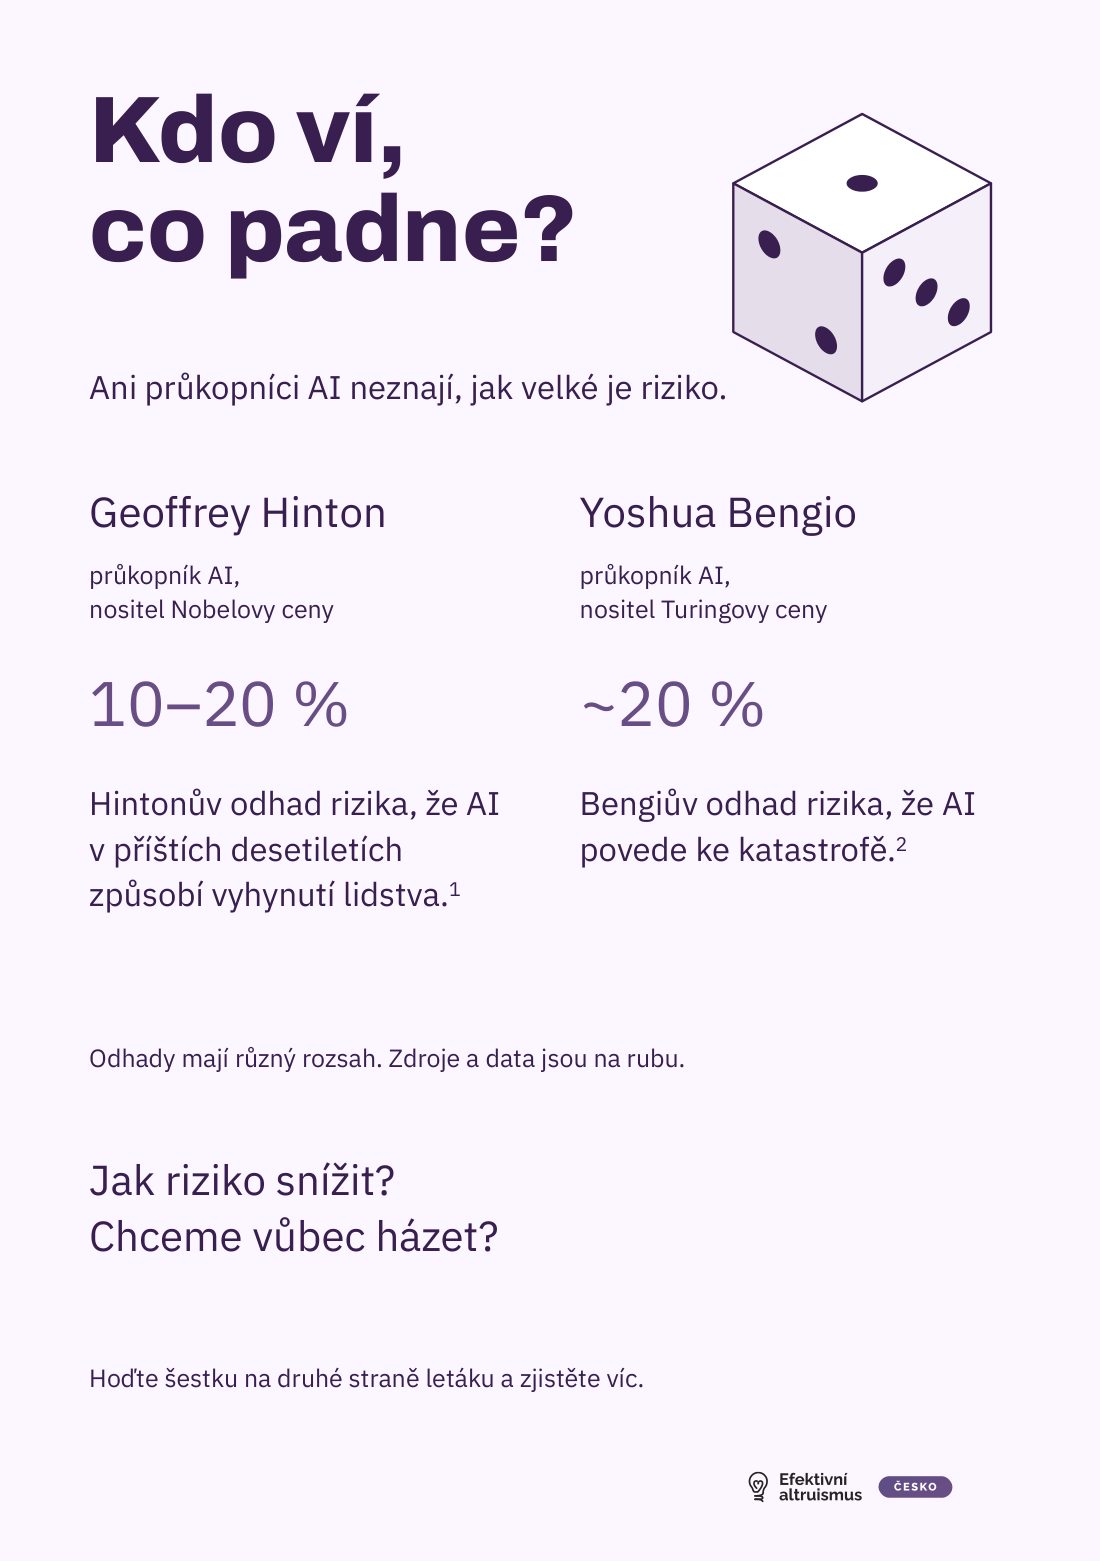 Kdo ví,
co padne?
Ani průkopníci AI neznají, jak velké je riziko.
Geoffrey Hinton
průkopník AI,
nositel Nobelovy ceny
10–20 %
Hintonův odhad rizika, že AI
v příštích desetiletích
způsobí vyhynutí lidstva.¹
Yoshua Bengio
průkopník AI,
nositel Turingovy ceny
~20 %
Bengiův odhad rizika, že AI
povede ke katastrofě.²
Odhady mají různý rozsah. Zdroje a data jsou na rubu.
Jak riziko snížit?
Chceme vůbec házet?
Hoďte šestku na druhé straně letáku a zjistěte víc.
Efektivní
altruismus
ČESKO